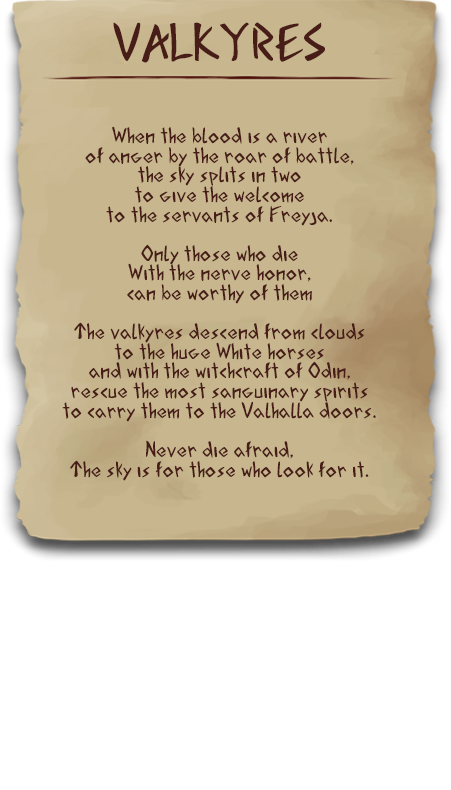 VALKYRES
When the blood is a river
of anger by the roar of battle,
the sky splits in two
to give the welcome
to the servants of Freyja.
Only those who die
With the nerve honor,
can be worthy of them
The valkyres descend from clouds
to the huge White horses
and with the witchcraft of Odin,
rescue the most sanguinary spirits
to carry them to the Valhalla doors.
Never die afraid,
The sky is for those who look for it.